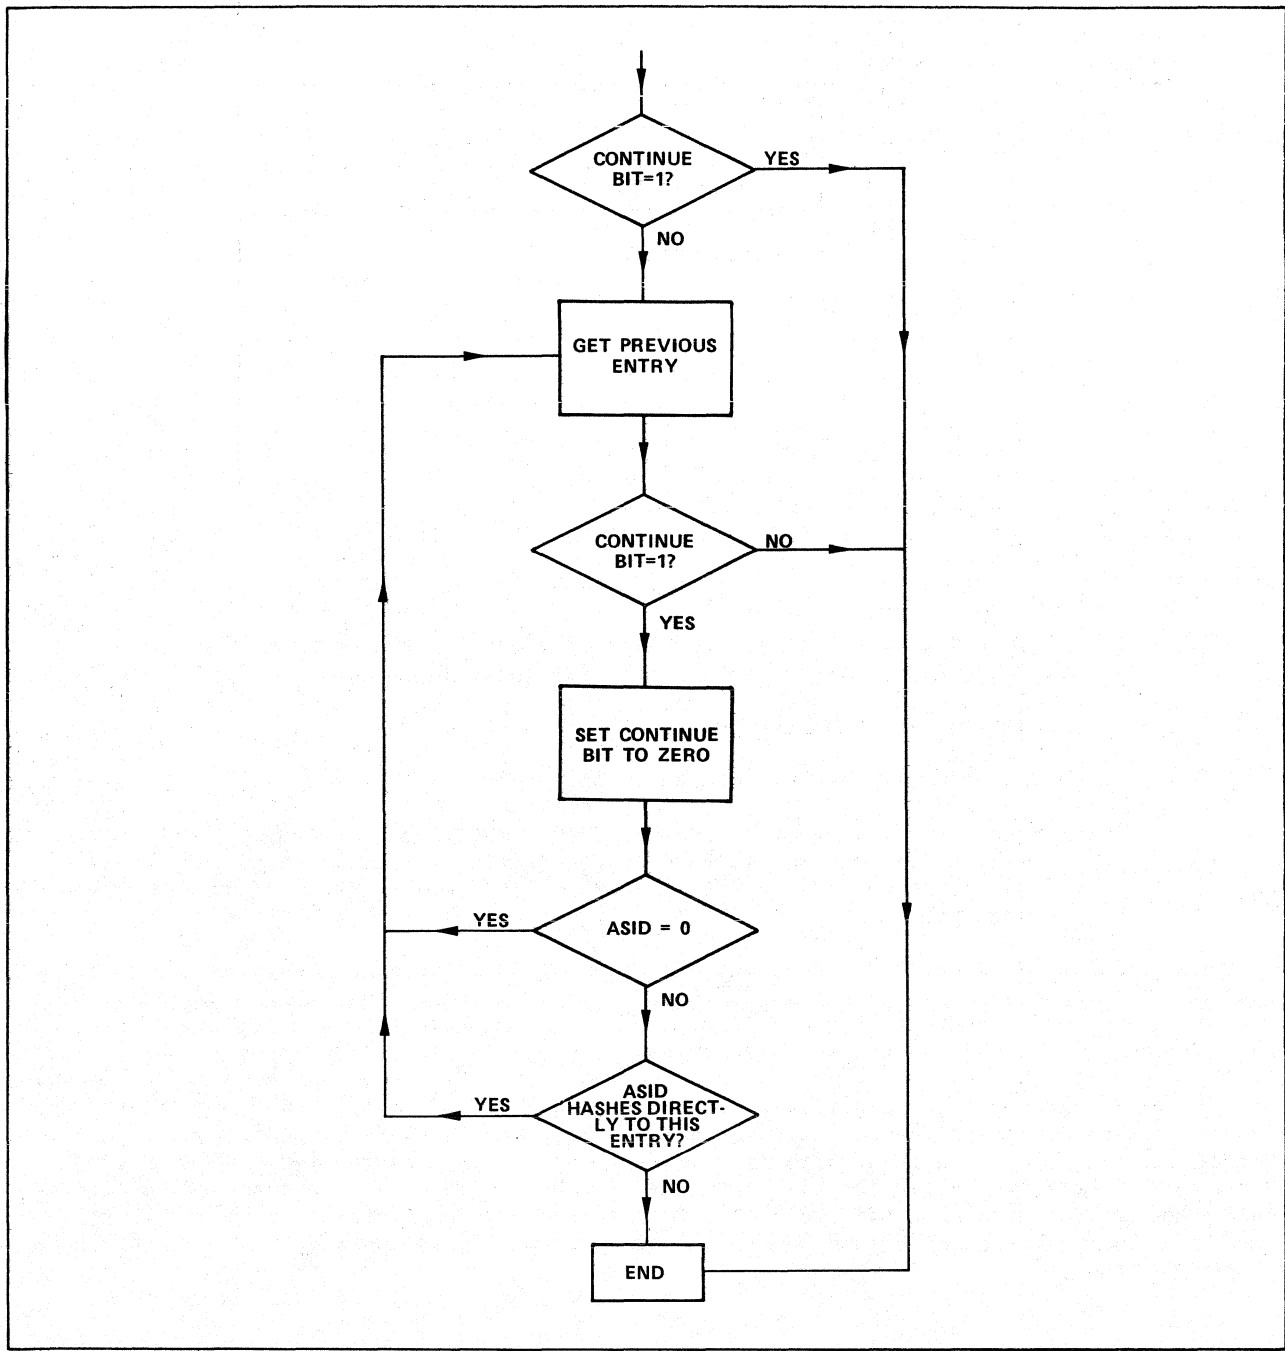 CONTINUE
BIT=1?
YES
NO
GET PREVIOUS
ENTRY
CONTINUE
BIT=1?
NO
YES
SET CONTINUE
BIT TO ZERO
ASID = 0
YES
NO
ASID
HASHES DIRECT-
LY TO THIS
ENTRY?
YES
NO
END